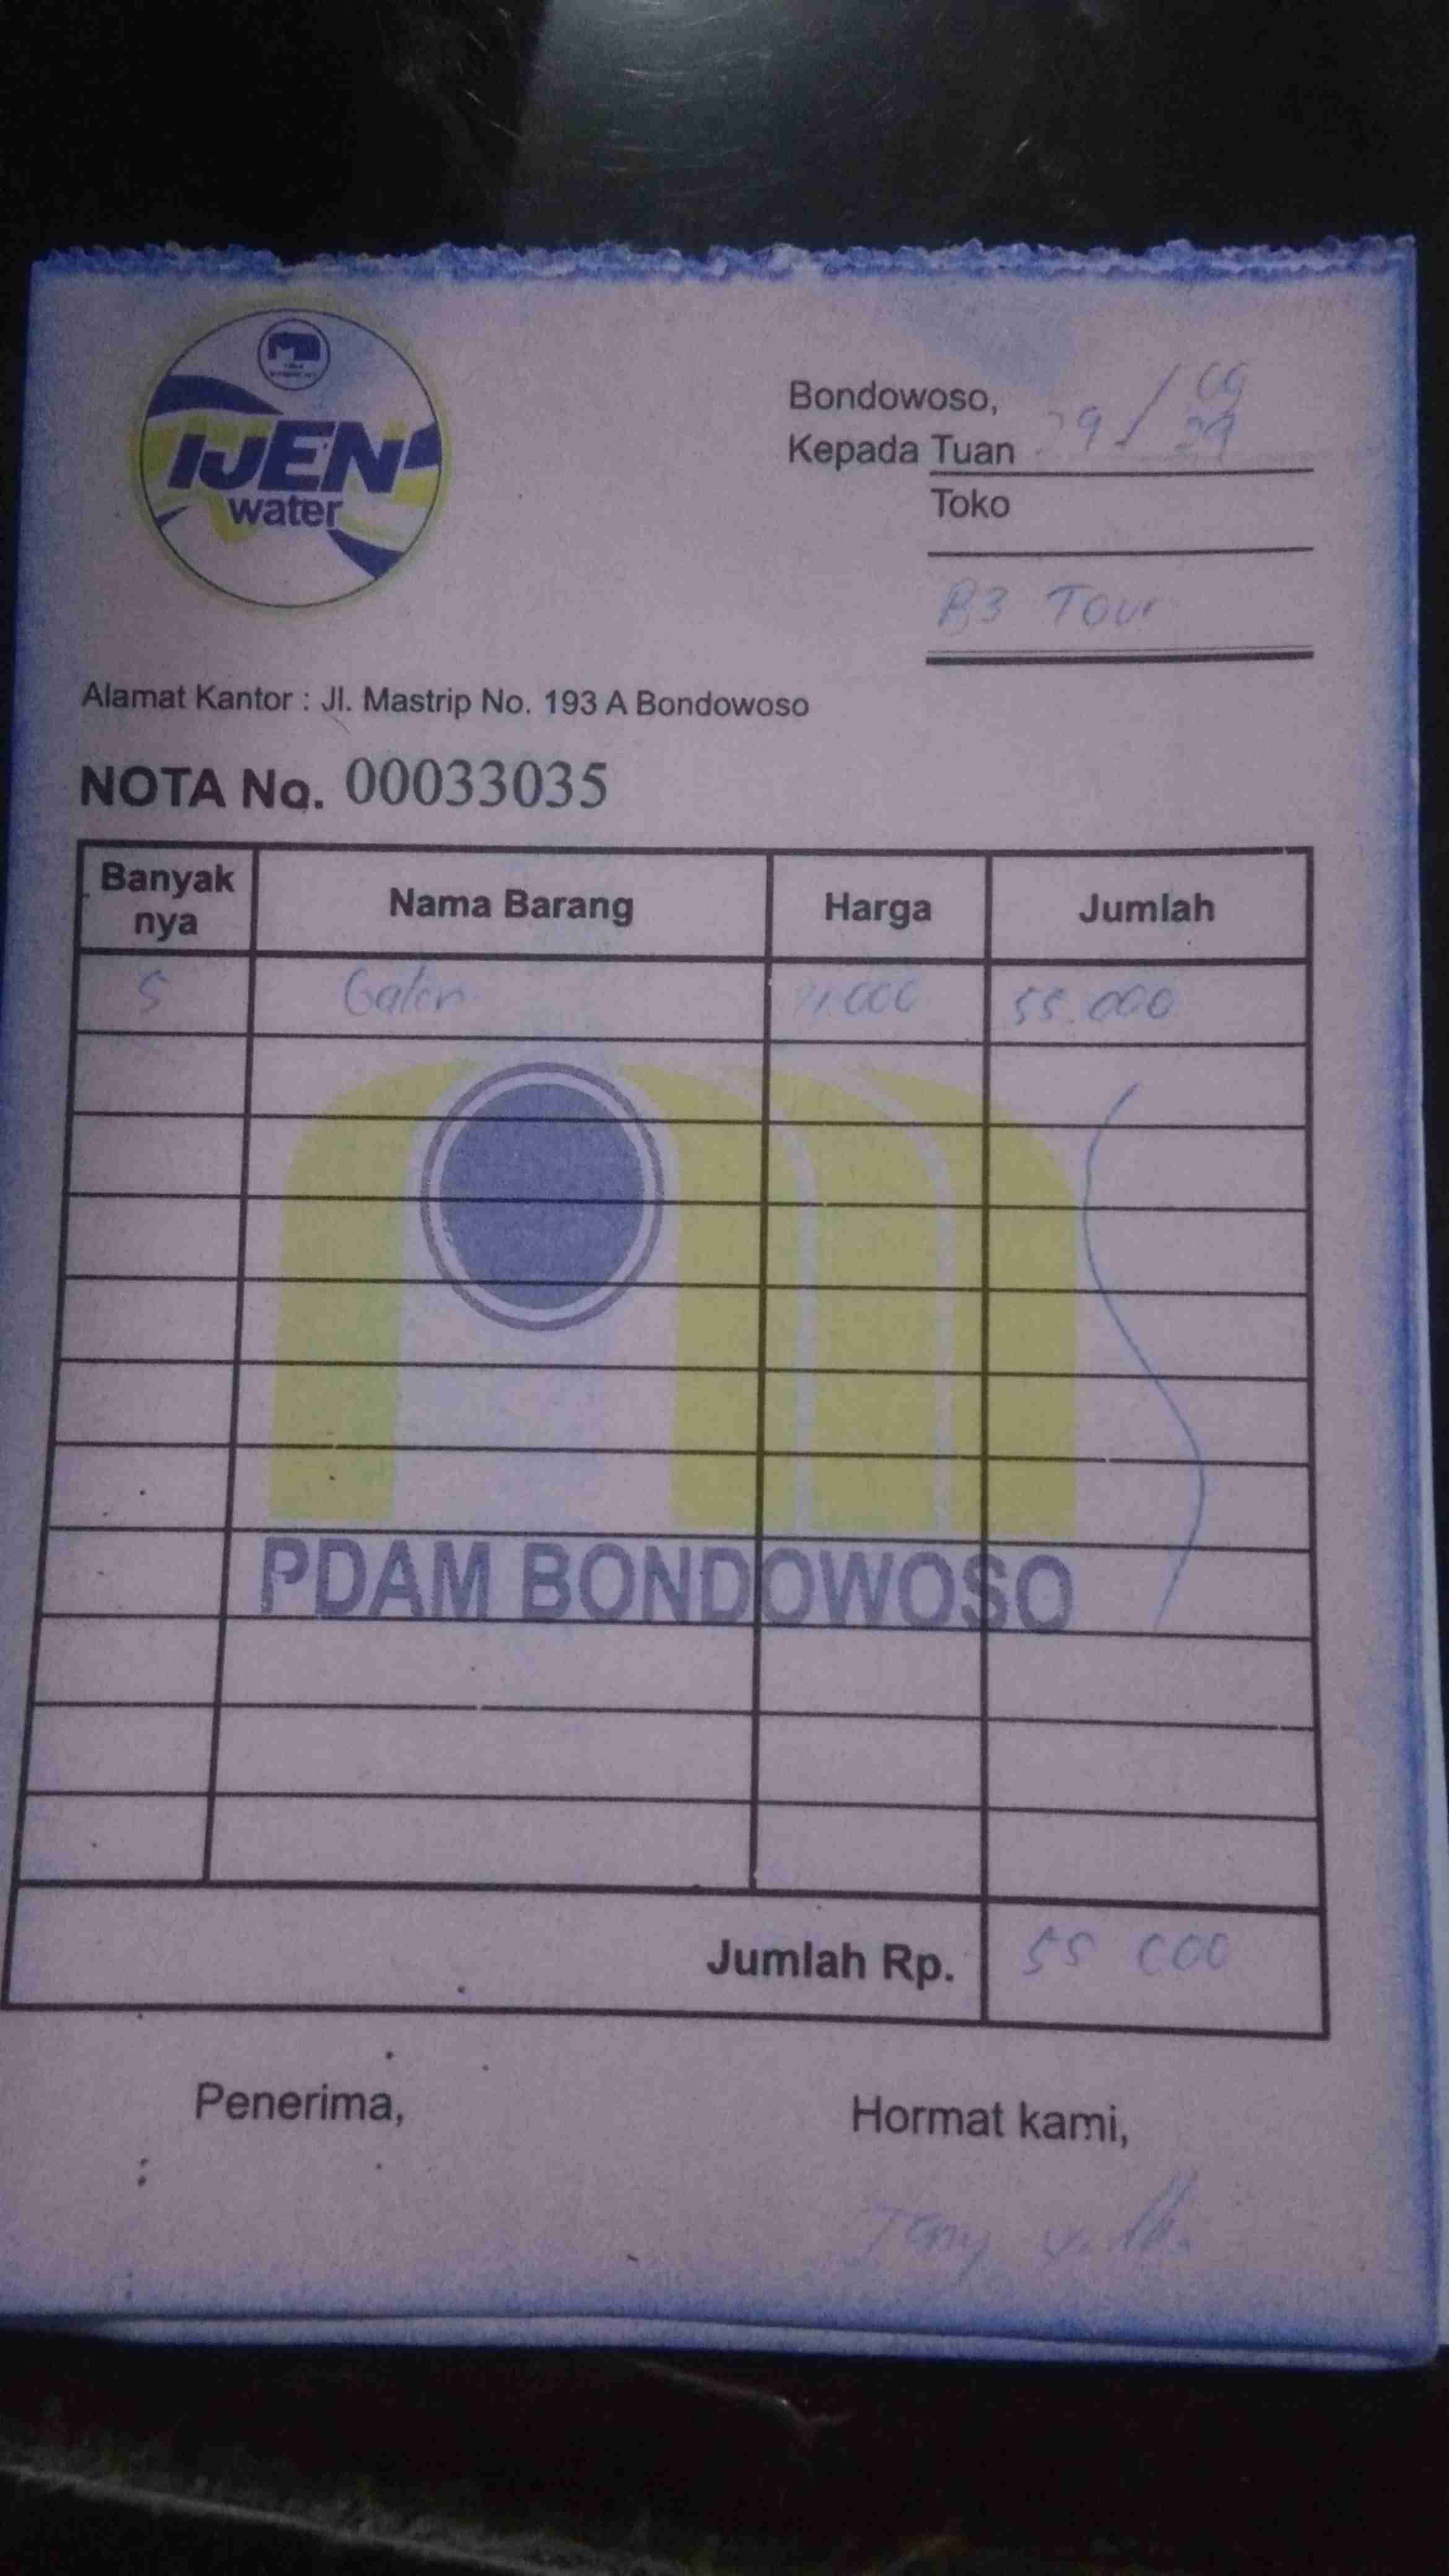 IJEN
water
Bondowoso,
Kepada Tuan 29/09
Toko
B3 Tour
Alamat Kantor : Jl. Mastrip No. 193 A Bondowoso
NOTA No. 00033035
Banyak nya Nama Barang Harga Jumlah
5 Galon 11.000 55.000
PDAM BONDOWOSO
Jumlah Rp. 55 000
Penerima, Hormat kami,